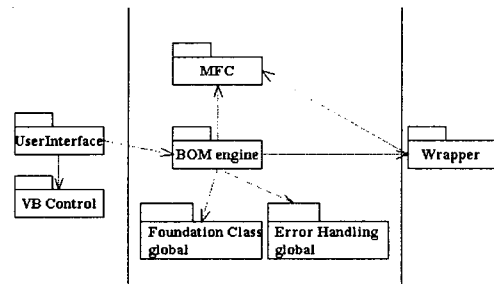 MFC
UserInterface
BOM engine
Wrapper
VB Control
Foundation Class
global
Error Handling
global